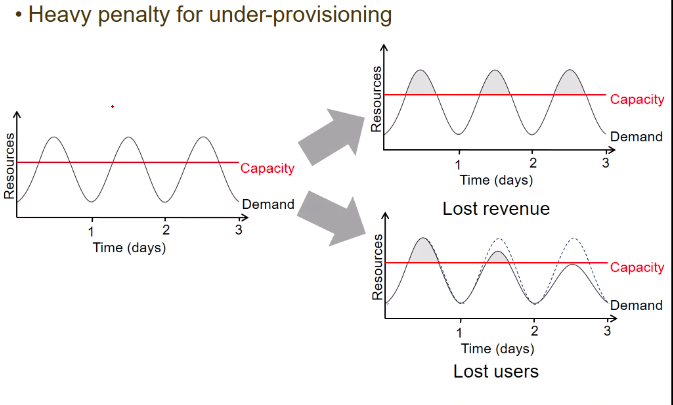 • Heavy penalty for under-provisioning
Resources
Capacity
Demand
1 2 3
Time (days)
Resources
Capacity
Demand
1 2 3
Time (days)
Lost revenue
Resources
Capacity
Demand
1 2 3
Time (days)
Lost users